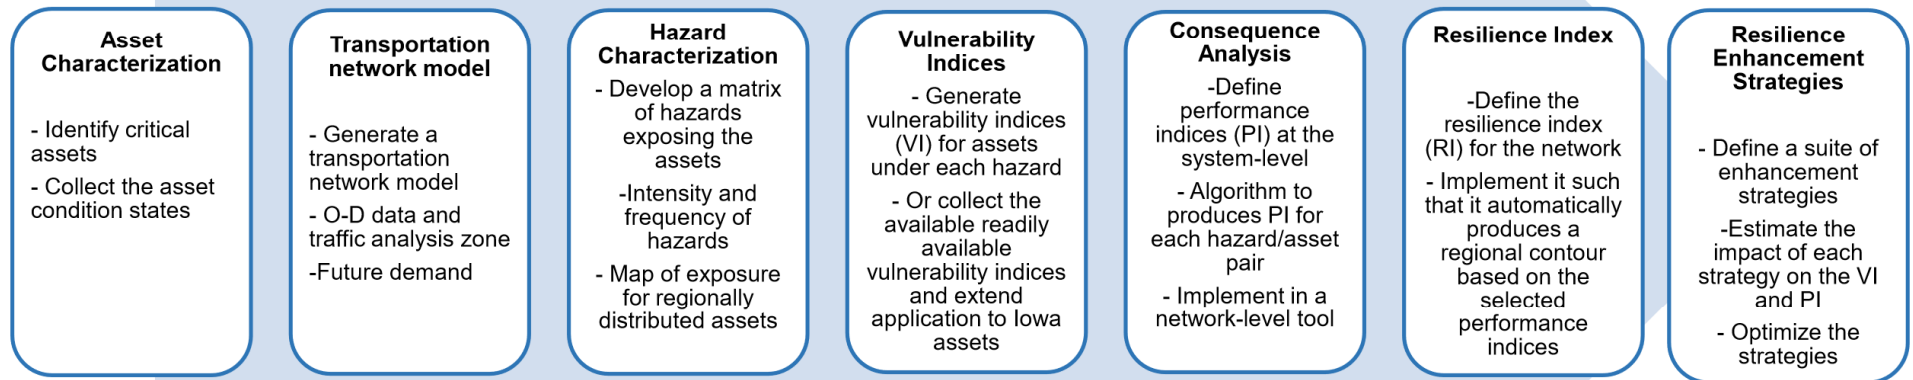 Asset
Characterization
- Identify critical
assets
- Collect the asset
condition states
Transportation
network model
- Generate a
transportation
network model
- O-D data and
traffic analysis zone
-Future demand
Hazard
Characterization
- Develop a matrix
of hazards
exposing the
assets
-Intensity and
frequency of
hazards
- Map of exposure
for regionally
distributed assets
Vulnerability
Indices
- Generate
vulnerability indices
(VI) for assets
under each hazard
- Or collect the
available readily
available
vulnerability indices
and extend
application to Iowa
assets
Consequence
Analysis
-Define
performance
indices (PI) at the
system-level
- Algorithm to
produces PI for
each hazard/asset
pair
- Implement in a
network-level tool
Resilience Index
-Define the
resilience index
(RI) for the network
- Implement it such
that it automatically
produces a
regional contour
based on the
selected
performance
indices
Resilience
Enhancement
Strategies
- Define a suite of
enhancement
strategies
-Estimate the
impact of each
strategy on the VI
and PI
- Optimize the
strategies